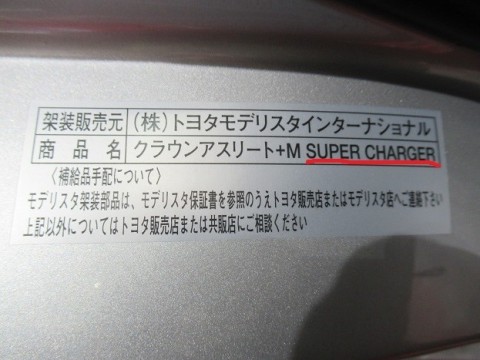 架装販売元 (株)トヨタモデリスタインターナショナル
商品名 クラウンアスリート+M SUPER CHARGER
〈補給品手配について〉
モデリスタ架装部品は、モデリスタ保証書を参照のうえトヨタ販売店またはモデリスタ店へご連絡下さい
上記以外についてはトヨタ販売店または共販店にご相談ください